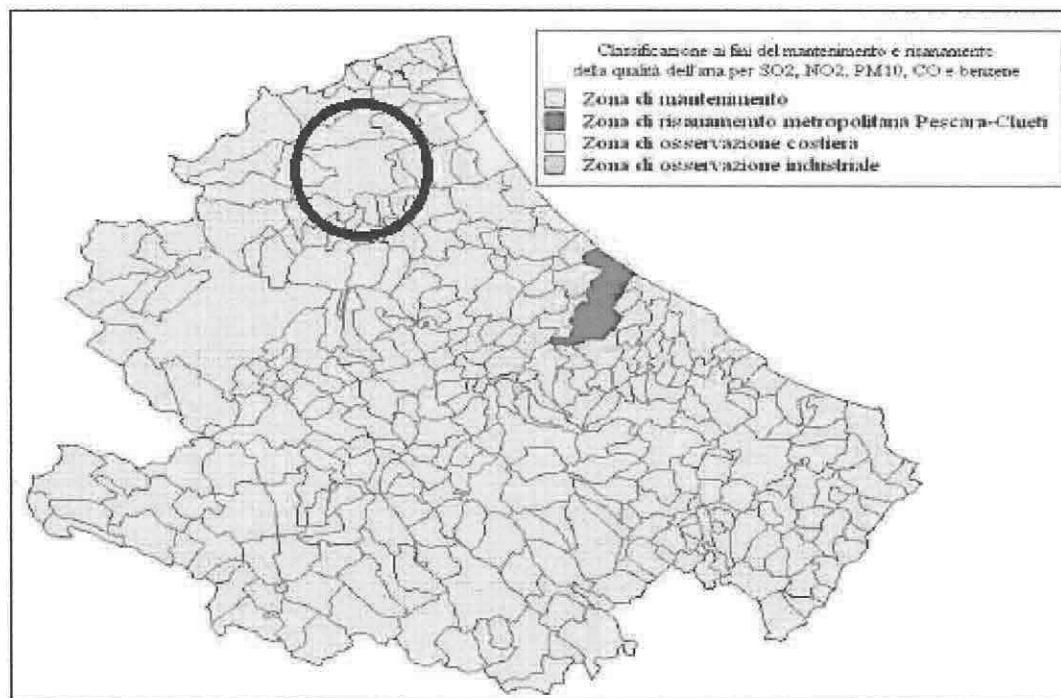 Classificazione ai fini del mantenimento e risanamento
della qualità dell'aria per SO2, NO2, PM10, CO e benzene
Zona di mantenimento
Zona di risanamemto metropolitana Pescara-Chieti
Zona di osservazione costiera
Zona di osservazione industriale